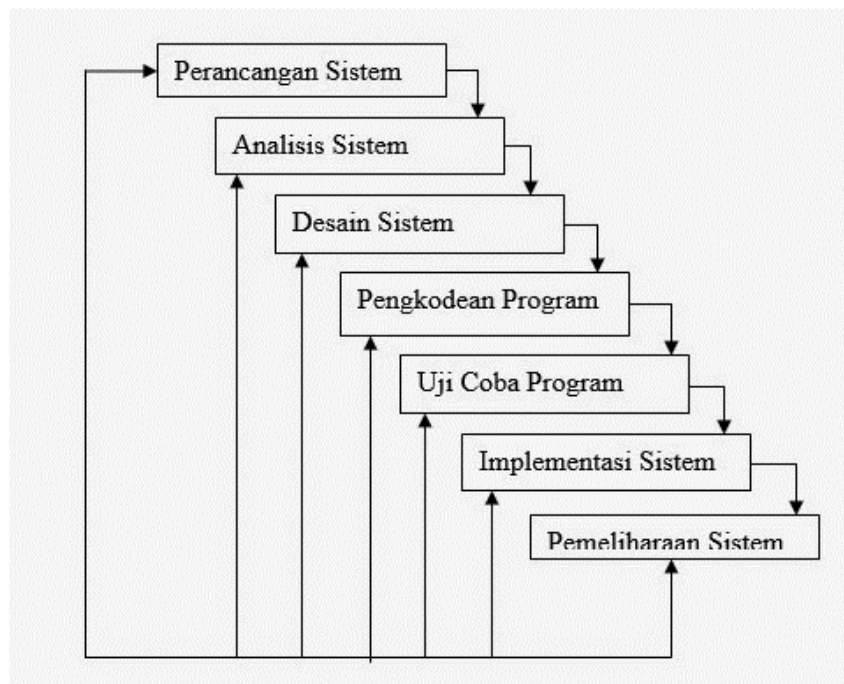 Perancangan Sistem
Analisis Sistem
Desain Sistem
Pengkodean Program
Uji Coba Program
Implementasi Sistem
Pemeliharaan Sistem